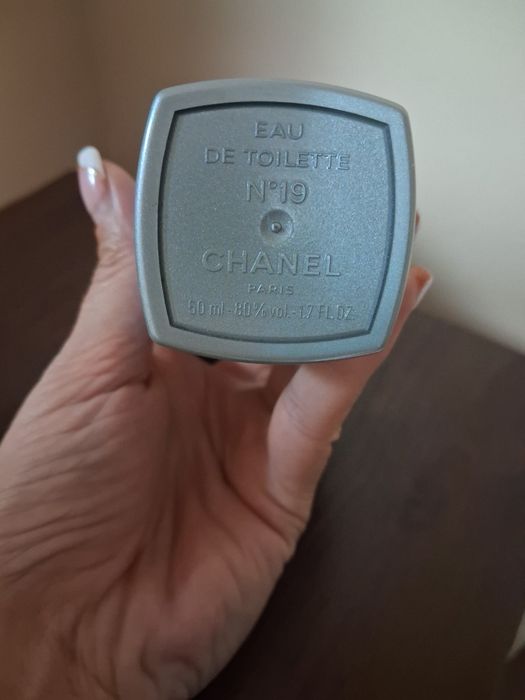 EAU
DE TOILETTE
N°19
CHANEL
PARIS
50 ml - 80% vol. - 1.7 FL.OZ.